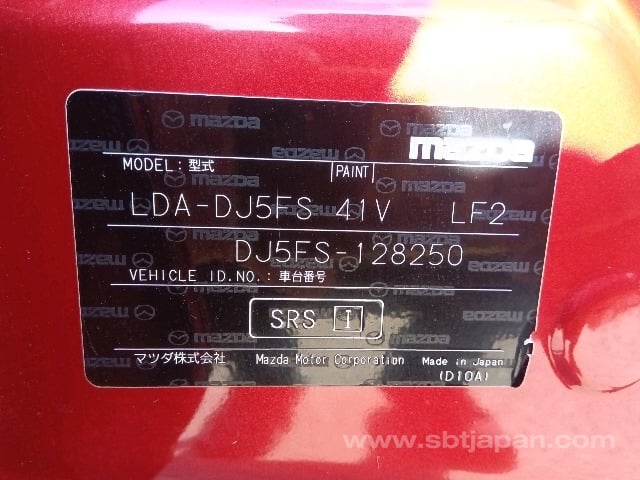 mazda
MODEL: 型式 PAINT
LDA-DJ5FS 41V LF2
DJ5FS-128250
VEHICLE ID.NO.: 車台番号
SRS I
マツダ株式会社 Mazda Motor Corporation Made in Japan
(D10A)
www.sbtjapan.com